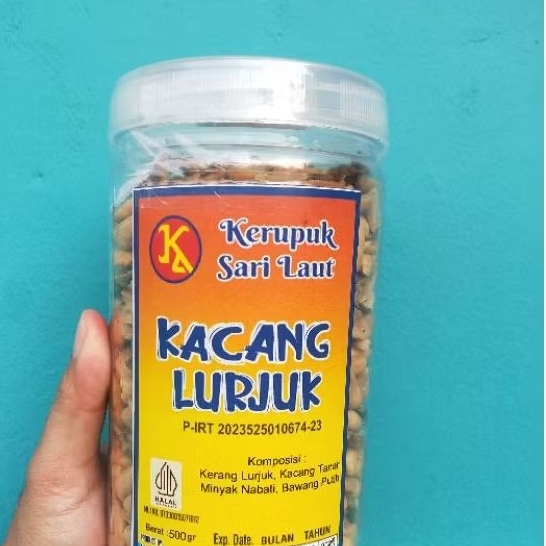 K
Kerupuk
Sari Laut
KACANG
LURJUK
P-IRT 2023525010674-23
Komposisi :
Kerang Lurjuk, Kacang Tanah
Minyak Nabati, Bawang Putih
HALAL
INDONESIA
Berat :500gr
Exp. Date. BULAN TAHUN